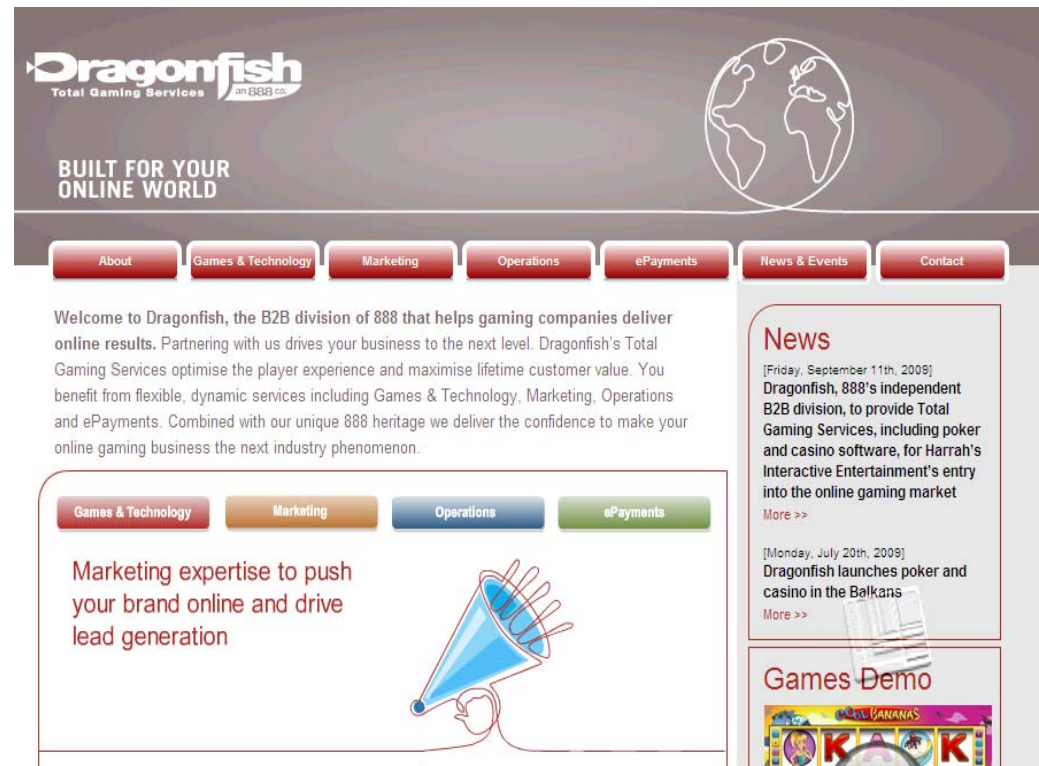 Dragonfish
Total Gaming Services
an 888 co.
BUILT FOR YOUR
ONLINE WORLD
About
Games & Technology
Marketing
Operations
ePayments
News & Events
Contact
Welcome to Dragonfish, the B2B division of 888 that helps gaming companies deliver
online results. Partnering with us drives your business to the next level. Dragonfish's Total
Gaming Services optimise the player experience and maximise lifetime customer value. You
benefit from flexible, dynamic services including Games & Technology, Marketing, Operations
and ePayments. Combined with our unique 888 heritage we deliver the confidence to make your
online gaming business the next industry phenomenon.
Games & Technology
Marketing
Operations
ePayments
Marketing expertise to push
your brand online and drive
lead generation
News
[Friday, September 11th, 2009]
Dragonfish, 888's independent
B2B division, to provide Total
Gaming Services, including poker
and casino software, for Harrah's
Interactive Entertainment's entry
into the online gaming market
More >>
[Monday, July 20th, 2009]
Dragonfish launches poker and
casino in the Balkans
More >>
Games Demo
COOL BANANAS
K A K